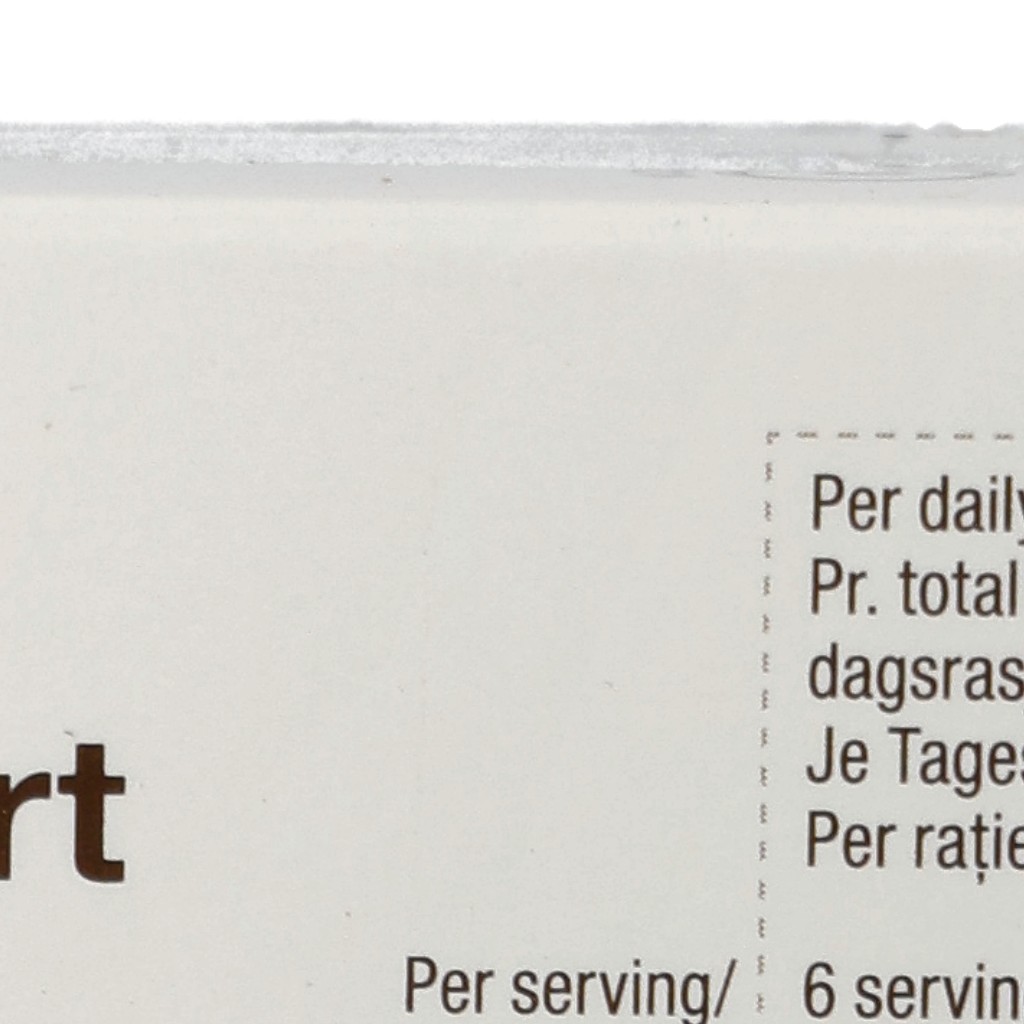 Per daily
Pr. total
dagsras
Je Tages
Per rație
rt
Per serving/ 6 servin